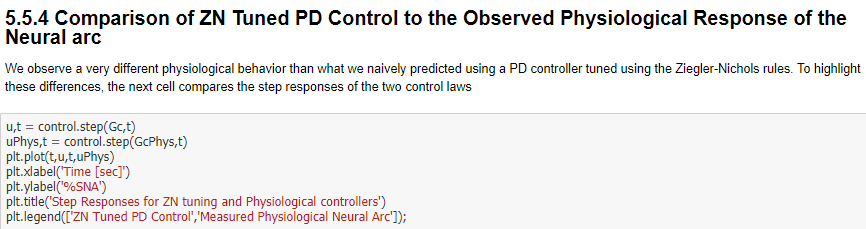 5.5.4 Comparison of ZN Tuned PD Control to the Observed Physiological Response of the
Neural arc
We observe a very different physiological behavior than what we naively predicted using a PD controller tuned using the Ziegler-Nichols rules. To highlight
these differences, the next cell compares the step responses of the two control laws
u,t = control.step(Gc,t)
uPhys,t = control.step(GcPhys,t)
plt.plot(t,u,t,uPhys)
plt.xlabel('Time [sec]')
plt.ylabel('%SNA')
plt.title('Step Responses for ZN tuning and Physiological controllers')
plt.legend(['ZN Tuned PD Control','Measured Physiological Neural Arc']);